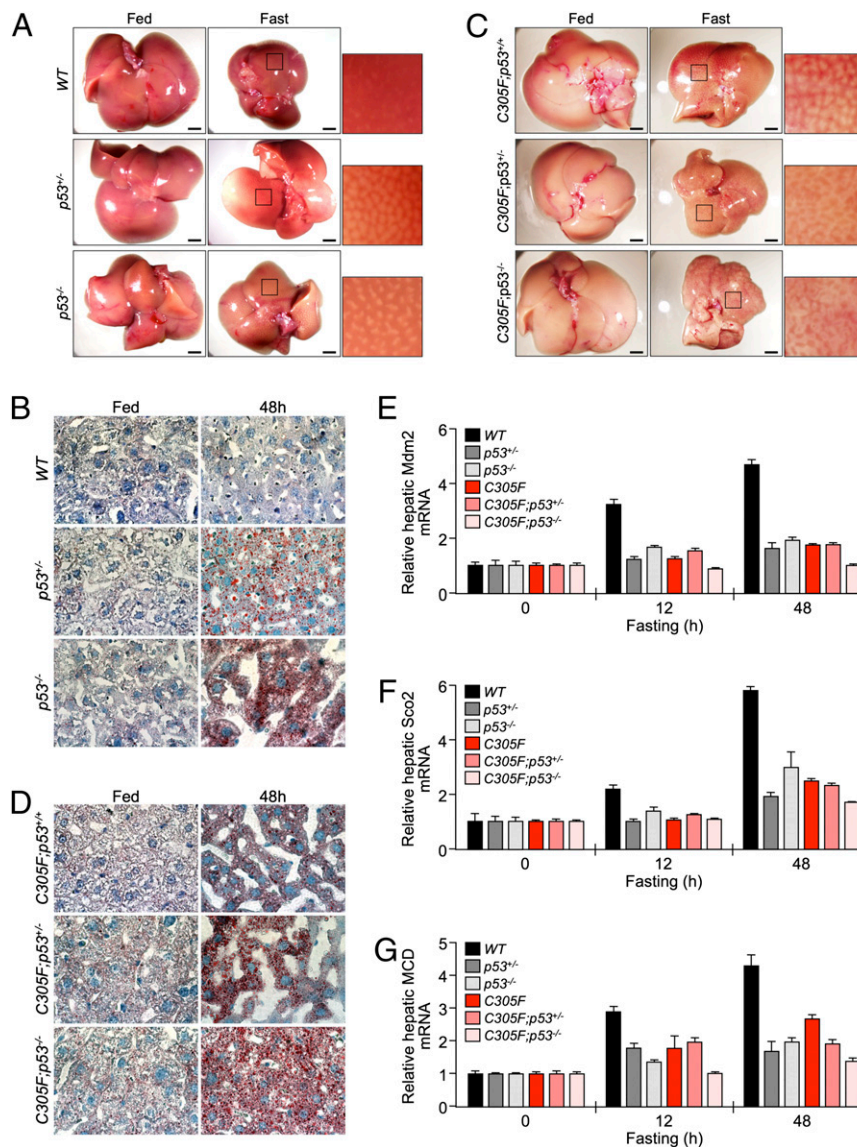 A
Fed
Fast
WT
p53+/-
p53-/-
C
Fed
Fast
C305F;p53+/+
C305F;p53+/-
C305F;p53-/-
B
Fed
48h
WT
p53+/-
p53-/-
D
Fed
48h
C305F;p53+/+
C305F;p53+/-
C305F;p53-/-
E
Relative hepatic Mdm2
mRNA
6
4
2
0
WT
p53+/-
p53-/-
C305F
C305F;p53+/-
C305F;p53-/-
0
12
48
Fasting (h)
F
Relative hepatic Sco2
mRNA
6
4
2
0
WT
p53+/-
p53-/-
C305F
C305F;p53+/-
C305F;p53-/-
0
12
48
Fasting (h)
G
Relative hepatic MCD
mRNA
5
4
3
2
1
0
WT
p53+/-
p53-/-
C305F
C305F;p53+/-
C305F;p53-/-
0
12
48
Fasting (h)